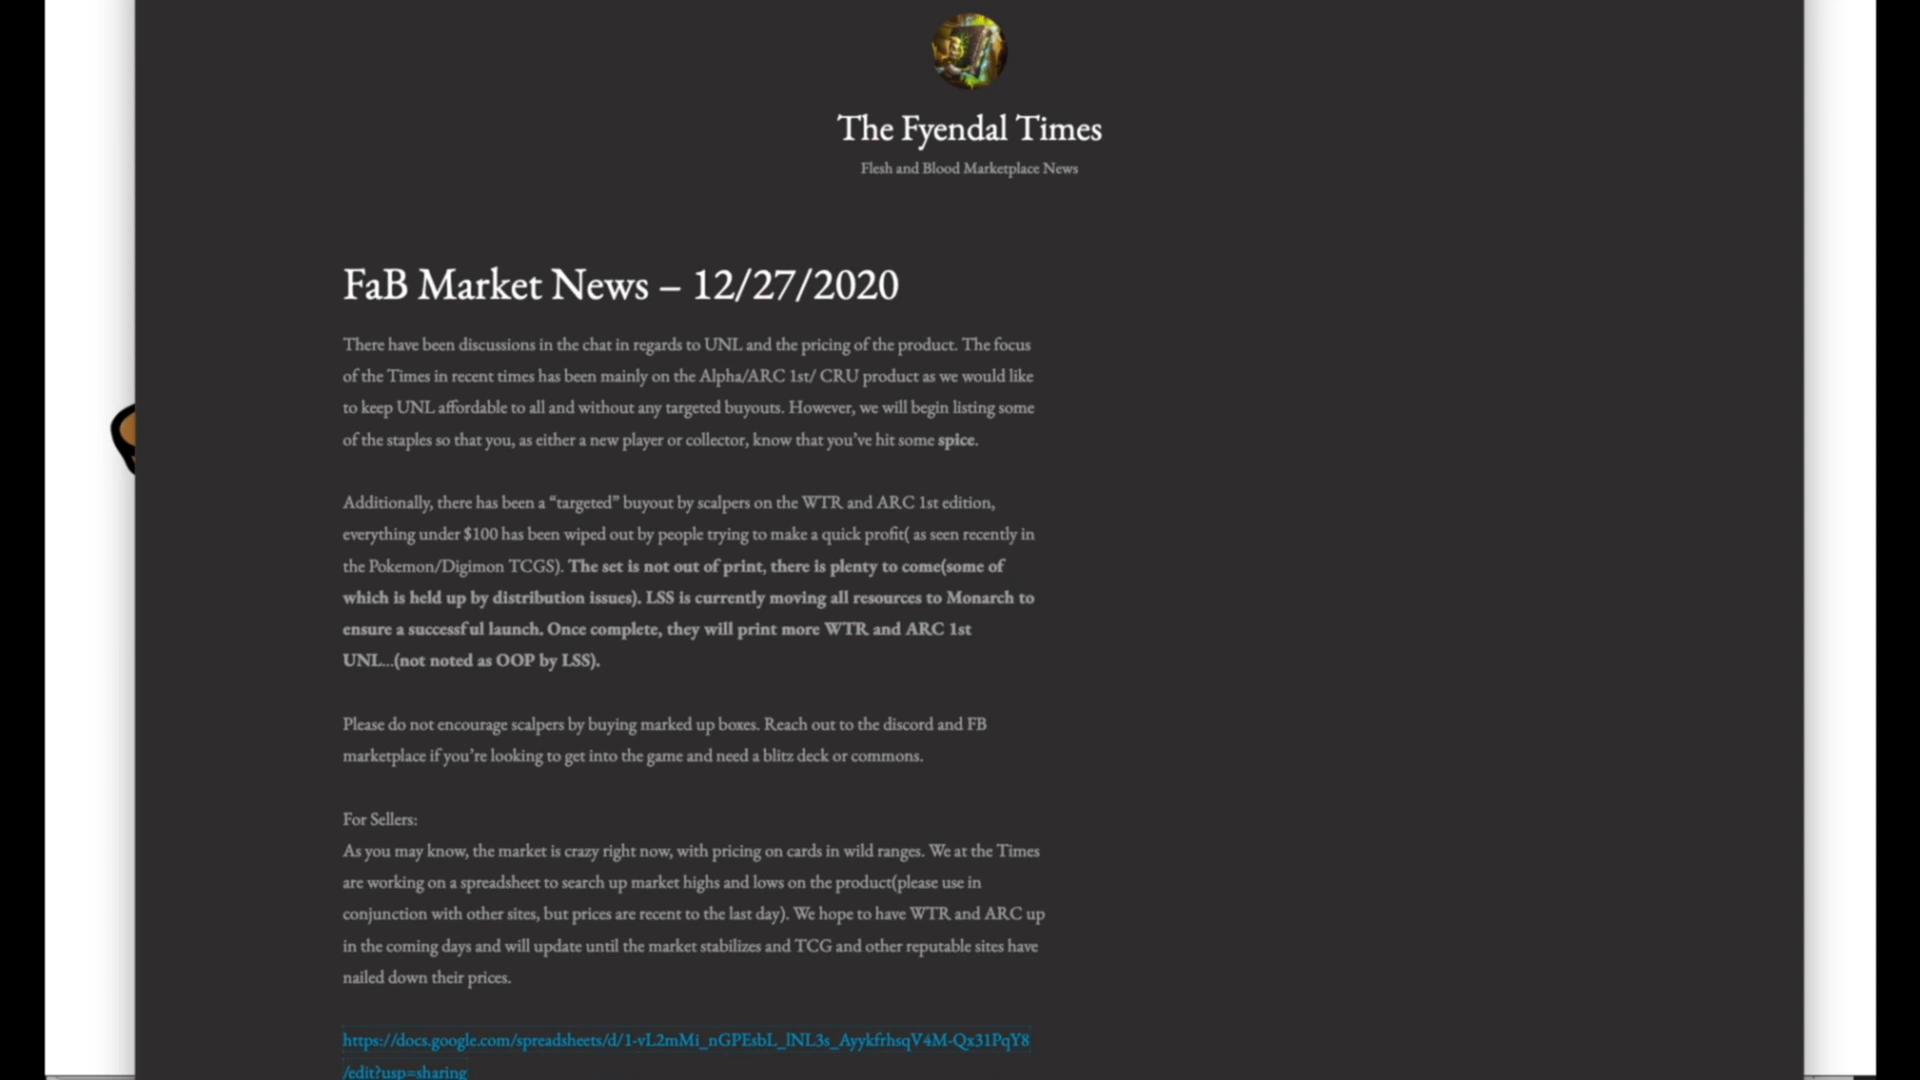 The Fyendal Times
Flesh and Blood Marketplace News
FaB Market News – 12/27/2020
There have been discussions in the chat in regards to UNL and the pricing of the product. The focus
of the Times in recent times has been mainly on the Alpha/ARC 1st/ CRU product as we would like
to keep UNL affordable to all and without any targeted buyouts. However, we will begin listing some
of the staples so that you, as either a new player or collector, know that you’ve hit some spice.
Additionally, there has been a “targeted” buyout by scalpers on the WTR and ARC 1st edition,
everything under $100 has been wiped out by people trying to make a quick profit( as seen recently in
the Pokemon/Digimon TCGS). The set is not out of print, there is plenty to come(some of
which is held up by distribution issues). LSS is currently moving all resources to Monarch to
ensure a successful launch. Once complete, they will print more WTR and ARC 1st
UNL…(not noted as OOP by LSS).
Please do not encourage scalpers by buying marked up boxes. Reach out to the discord and FB
marketplace if you’re looking to get into the game and need a blitz deck or commons.
For Sellers:
As you may know, the market is crazy right now, with pricing on cards in wild ranges. We at the Times
are working on a spreadsheet to search up market highs and lows on the product(please use in
conjunction with other sites, but prices are recent to the last day). We hope to have WTR and ARC up
in the coming days and will update until the market stabilizes and TCG and other reputable sites have
nailed down their prices.
https://docs.google.com/spreadsheets/d/1-vL2mMi_nGPEsbL_lNL3s_AyykfrhsqV4M-Qx31PqY8
/edit?usp=sharing